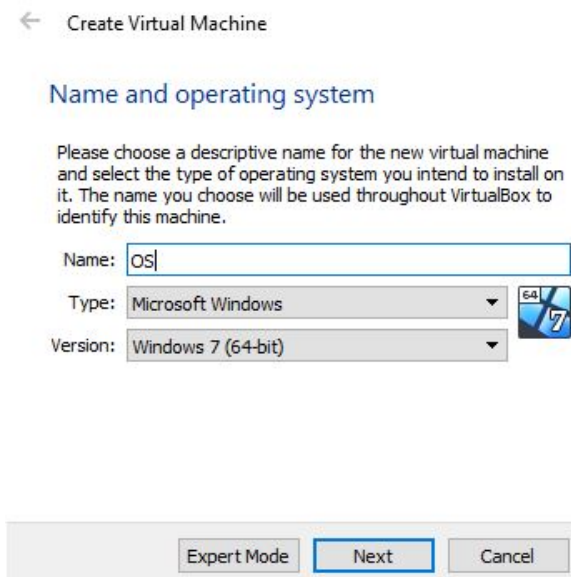 Create Virtual Machine
Name and operating system
Please choose a descriptive name for the new virtual machine
and select the type of operating system you intend to install on
it. The name you choose will be used throughout VirtualBox to
identify this machine.
Name: OS
Type: Microsoft Windows
64
7
Version: Windows 7 (64-bit)
Expert Mode Next Cancel